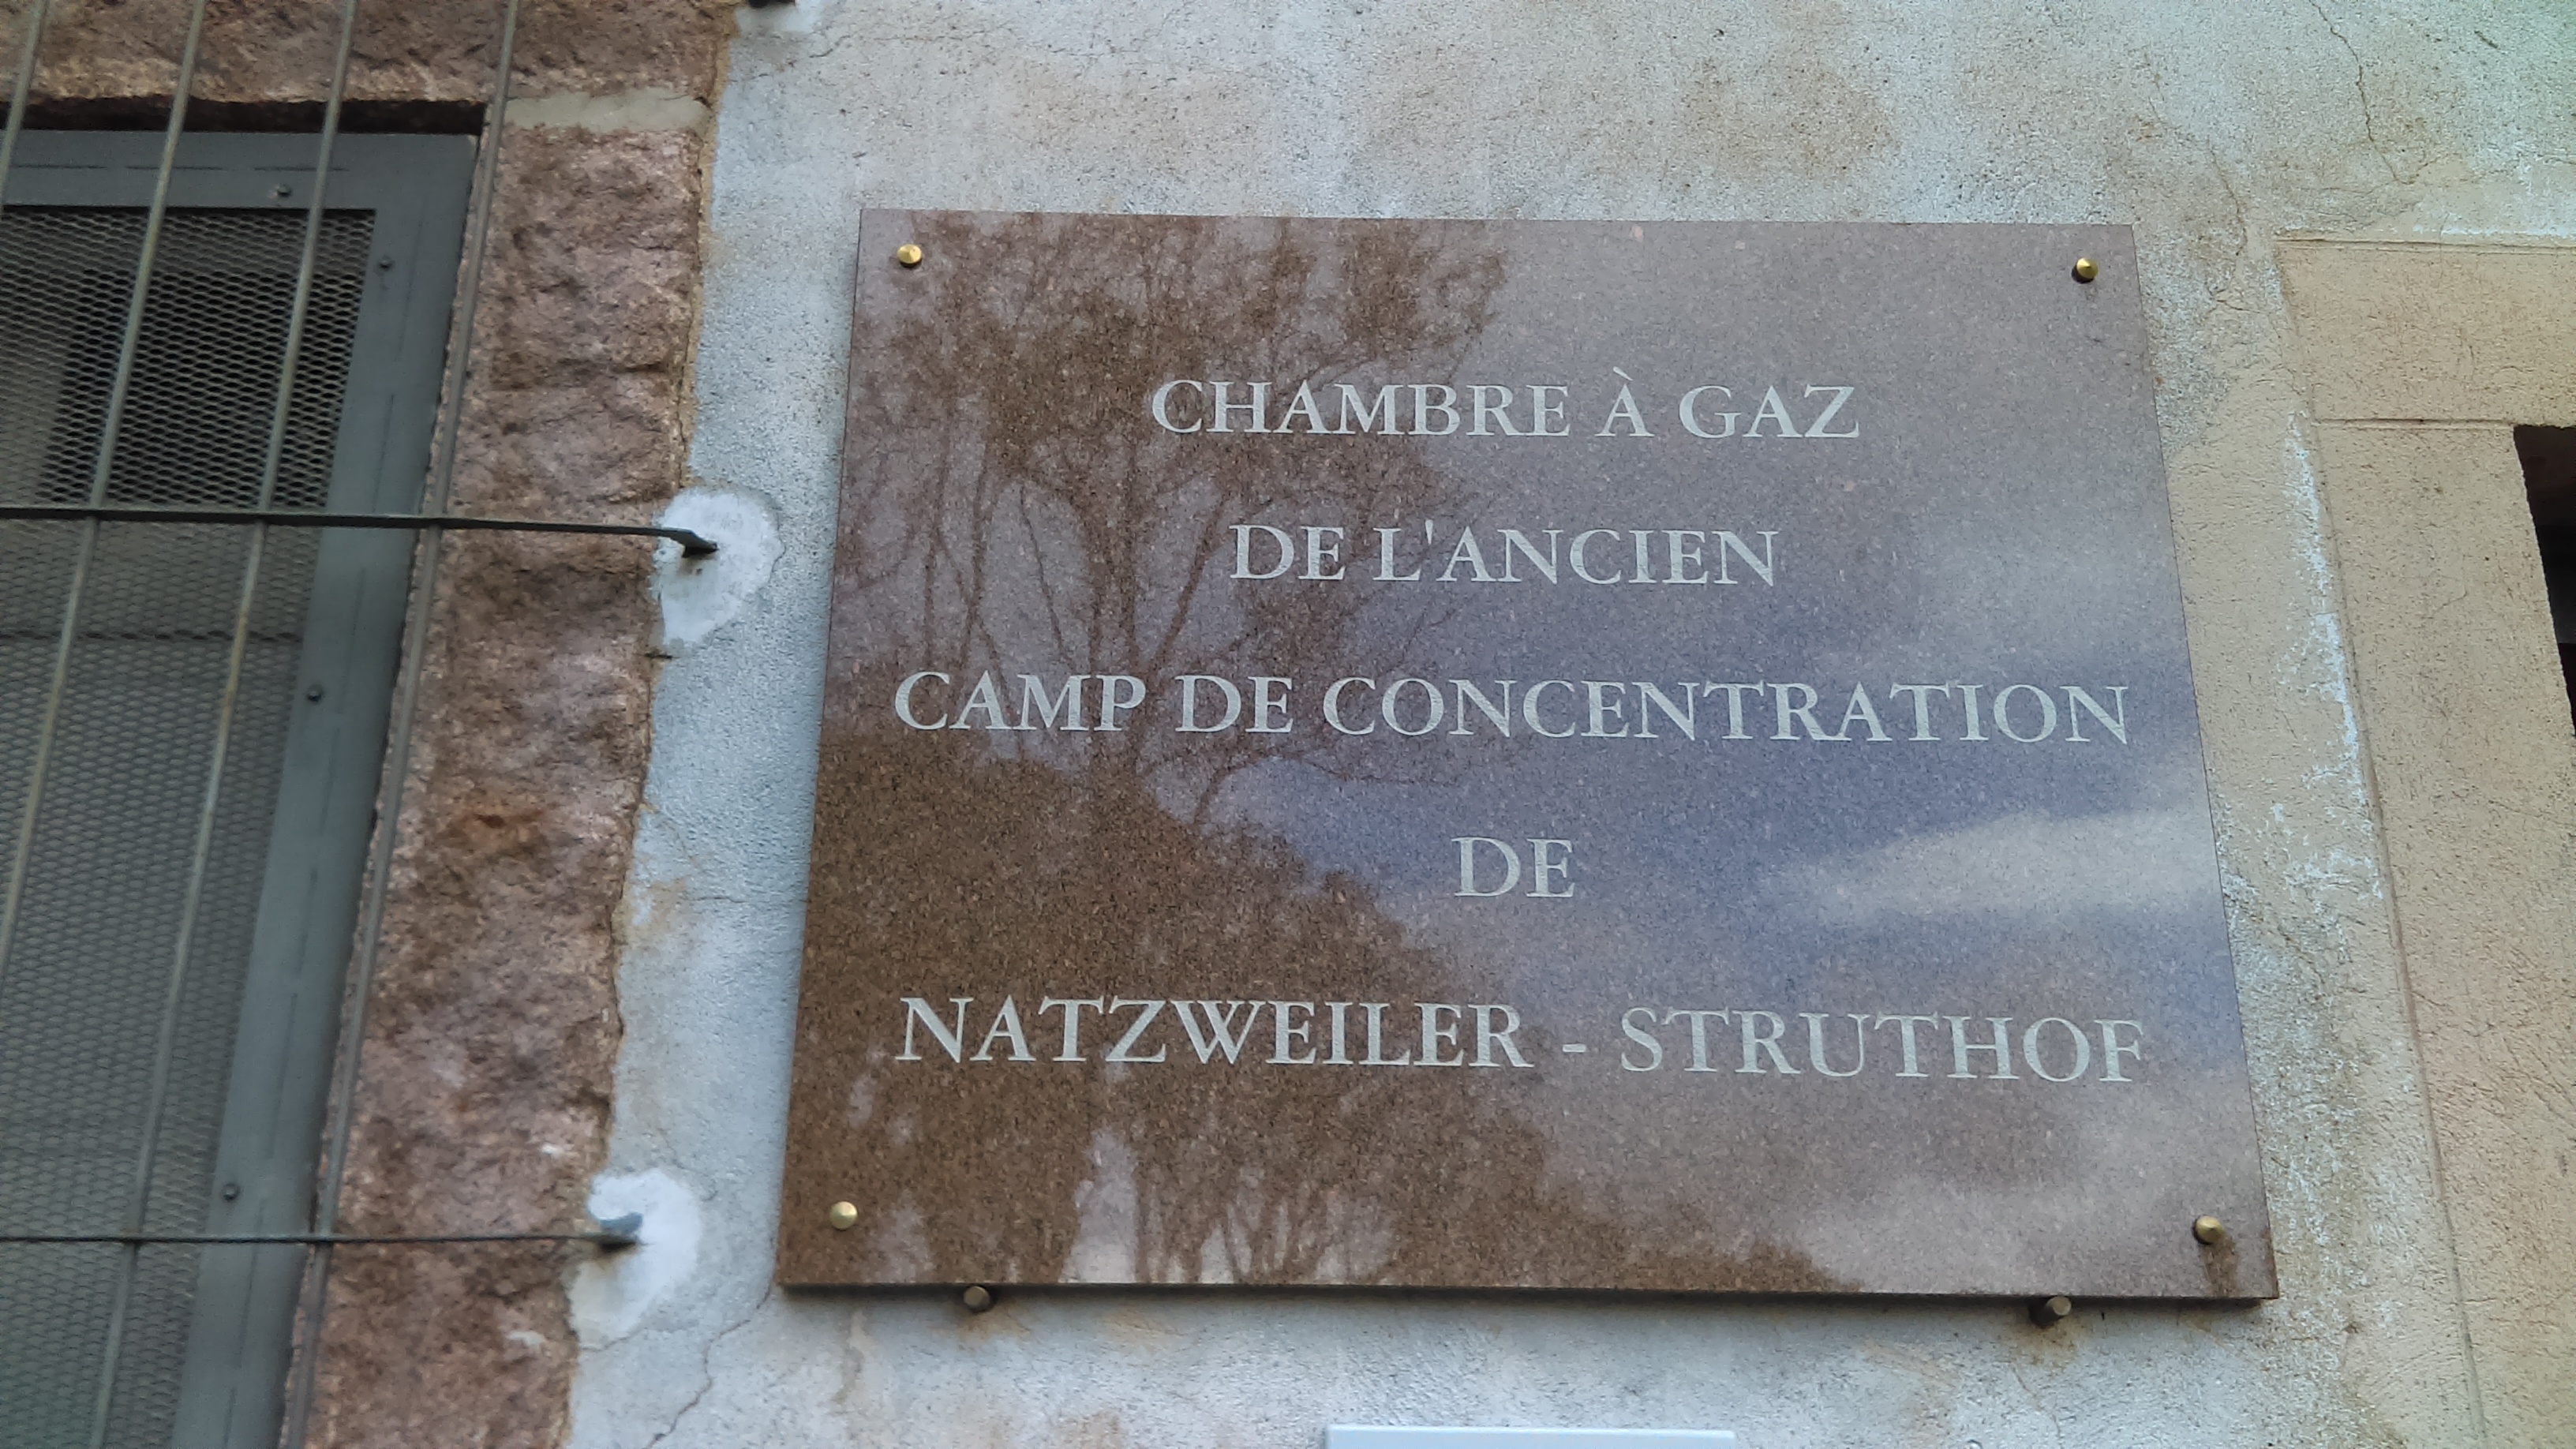 CHAMBRE À GAZ
DE L'ANCIEN
CAMP DE CONCENTRATION
DE
NATZWEILER - STRUTHOF